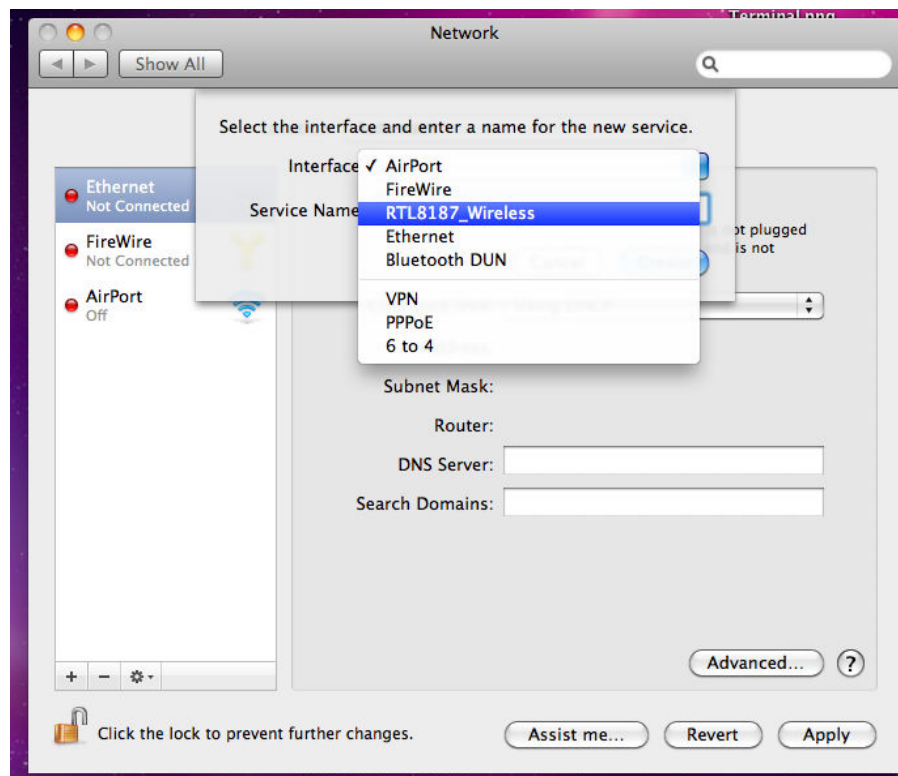 Terminal.png
Network
Show All
Select the interface and enter a name for the new service.
Interface ✓ AirPort
FireWire
RTL8187_Wireless
Ethernet
Bluetooth DUN
VPN
PPPoE
6 to 4
Service Name
Ethernet
Not Connected
FireWire
Not Connected
AirPort
Off
ot plugged
is not
Cancel
Subnet Mask:
Router:
DNS Server:
Search Domains:
Advanced... ?
+ −
Click the lock to prevent further changes.
Assist me... Revert Apply